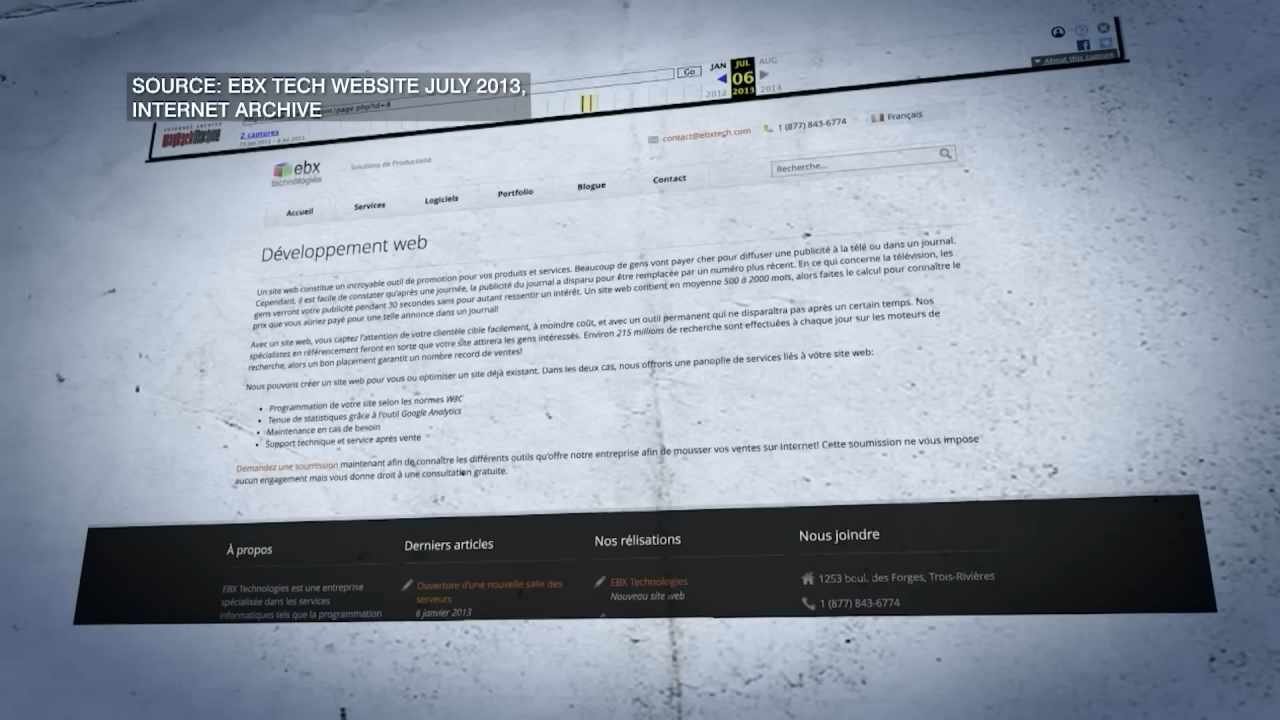 SOURCE: EBX TECH WEBSITE JULY 2013,
INTERNET ARCHIVE
Go
JAN
JUL
AUG
06
2012
2013
2014
About this capture
com/page.php?id=8
INTERNET ARCHIVE
WayBackMachine
2 captures
contact@ebxtech.com
1 (877) 843-6774
Français
ebx
technologies
Solutions de Productivité
Recherche...
Accueil
Services
Logiciels
Portfolio
Blogue
Contact
Développement web
Un site web constitue un incroyable outil de promotion pour vos produits et services. Beaucoup de gens vont payer cher pour diffuser une publicité à la télé ou dans un journal.
Cependant, il est facile de constater qu'après une journée, la publicité du journal a disparu pour être remplacée par un numéro plus récent. En ce qui concerne la télévision, les
gens verront votre publicité pendant 30 secondes sans pour autant ressentir un intérêt. Un site web contient en moyenne 500 à 2000 mots, alors faites le calcul pour connaître le
prix que vous auriez payé pour une telle annonce dans un journal!
Avec un site web, vous captez l'attention de votre clientèle cible facilement, à moindre coût, et avec un outil permanent qui ne disparaîtra pas après un certain temps. Nos
spécialistes en référencement feront en sorte que votre site attirera les gens intéressés. Environ 215 millions de recherche sont effectuées à chaque jour sur les moteurs de
recherche, alors un bon placement garantit un nombre record de ventes!
Nous pouvons créer un site web pour vous ou optimiser un site déjà existant. Dans les deux cas, nous offrons une panoplie de services liés à votre site web:
• Programmation de votre site selon les normes W3C
• Tenue de statistiques grâce à l'outil Google Analytics
• Maintenance en cas de besoin
• Support technique et service après vente
Demandez une soumission maintenant afin de connaître les différents outils qu'offre notre entreprise afin de mousser vos ventes sur Internet! Cette soumission ne vous impose
aucun engagement mais vous donne droit à une consultation gratuite.
À propos
EBX Technologies est une entreprise
spécialisée dans les services
informatiques tels que la programmation
Derniers articles
Ouverture d'une nouvelle salle des
serveurs
8 janvier 2013
Nos rélisations
EBX Technologies
Nouveau site web
Nous joindre
1253 boul. des Forges, Trois-Rivières
1 (877) 843-6774